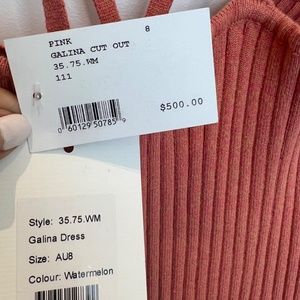 PINK
8
GALINA CUT OUT
35.75.WM
111
$500.00
0 60129 50785 9
Style: 35.75.WM
Galina Dress
Size: AU8
Colour: Watermelon